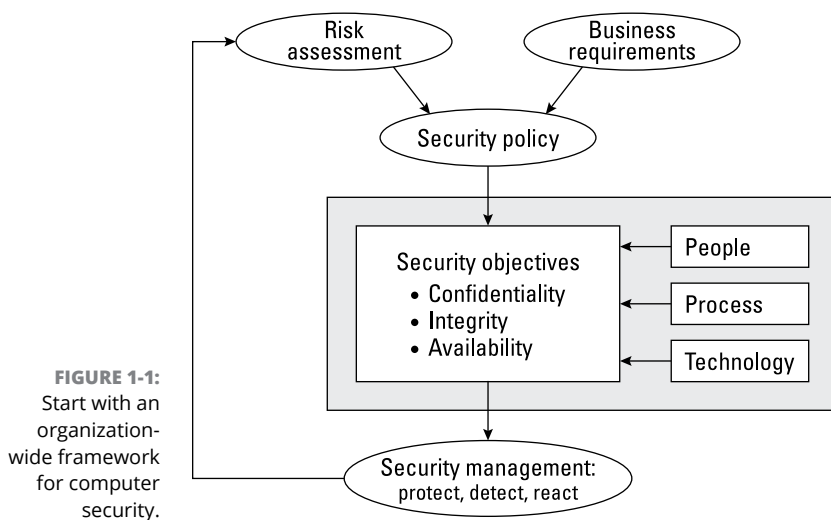 Risk
assessment
Business
requirements
Security policy
Security objectives
• Confidentiality
• Integrity
• Availability
People
Process
Technology
Security management:
protect, detect, react
FIGURE 1-1:
Start with an
organization-
wide framework
for computer
security.